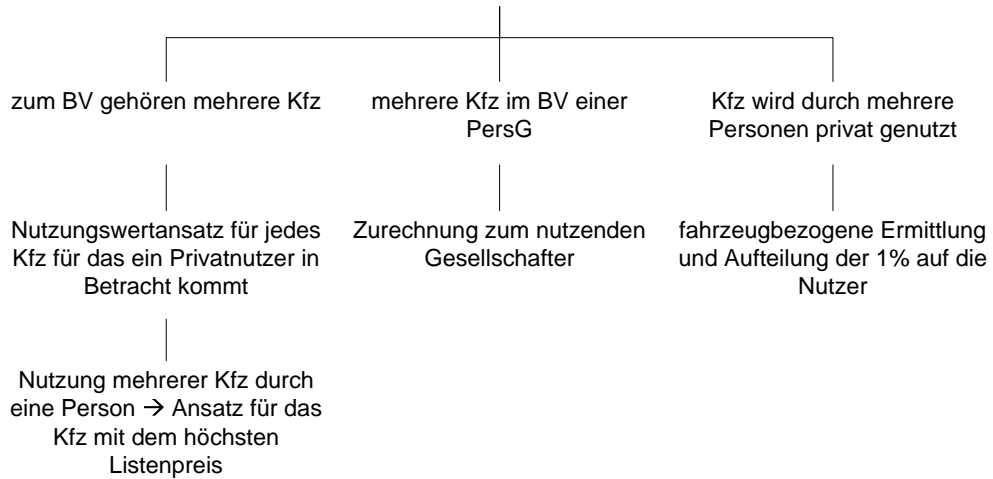 zum BV gehören mehrere Kfz
mehrere Kfz im BV einer
PersG
Kfz wird durch mehrere
Personen privat genutzt
Nutzungswertansatz für jedes
Kfz für das ein Privatnutzer in
Betracht kommt
Zurechnung zum nutzenden
Gesellschafter
fahrzeugbezogene Ermittlung
und Aufteilung der 1% auf die
Nutzer
Nutzung mehrerer Kfz durch
eine Person → Ansatz für das
Kfz mit dem höchsten
Listenpreis